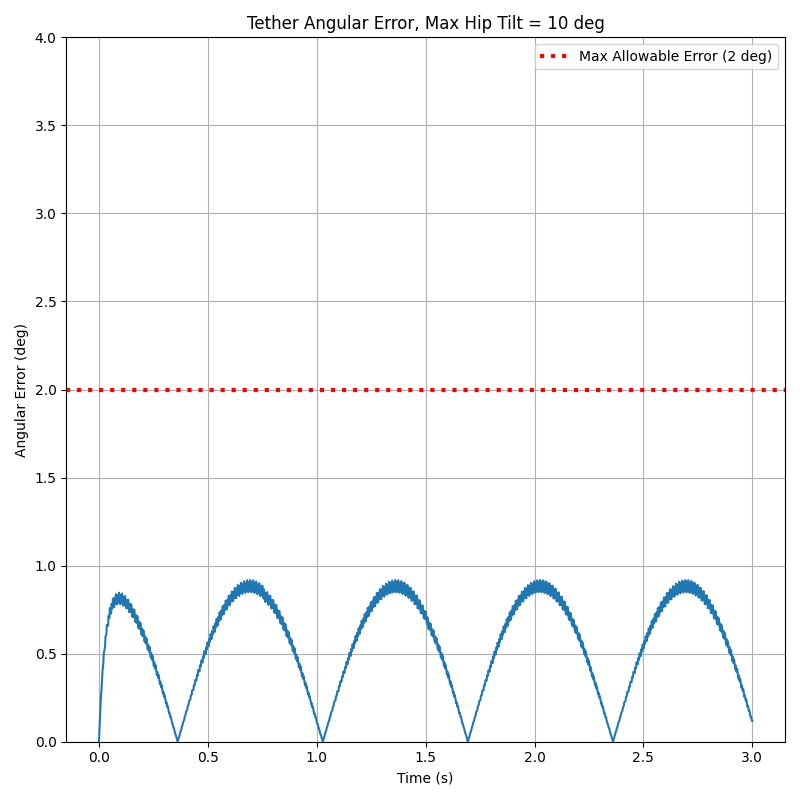 Tether Angular Error, Max Hip Tilt = 10 deg
Max Allowable Error (2 deg)
4.0
3.5
3.0
2.5
2.0
1.5
1.0
0.5
0.0
Angular Error (deg)
0.0 0.5 1.0 1.5 2.0 2.5 3.0
Time (s)